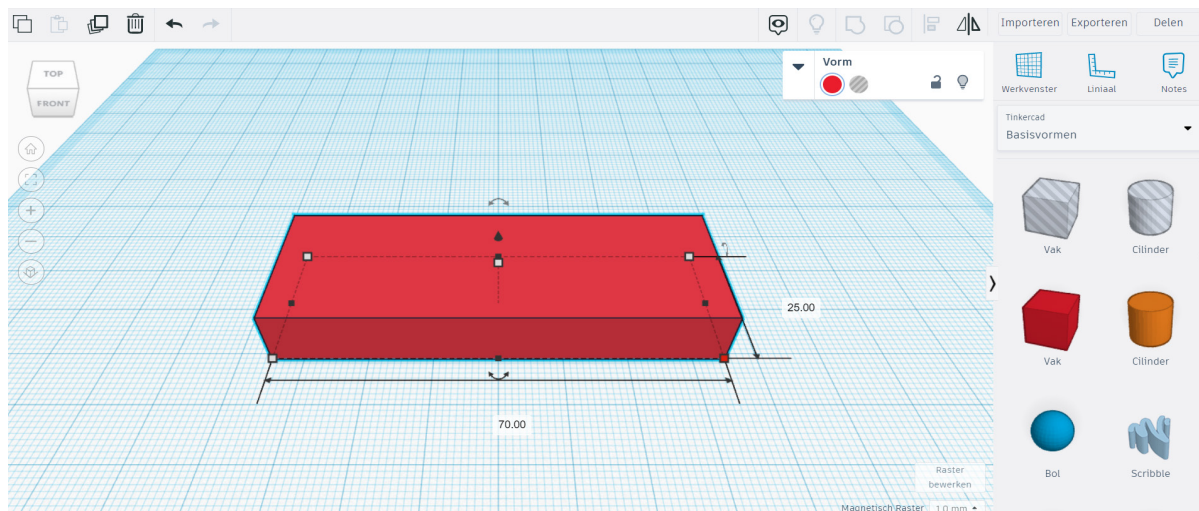 Importeren
Exporteren
Delen
TOP
FRONT
Vorm
Werkvenster
Liniaal
Notes
Tinkercad
Basisvormen
Vak
Cilinder
25.00
Vak
Cilinder
70.00
Bol
Scribble
Raster
bewerken
Magnetisch Raster
1.0 mm